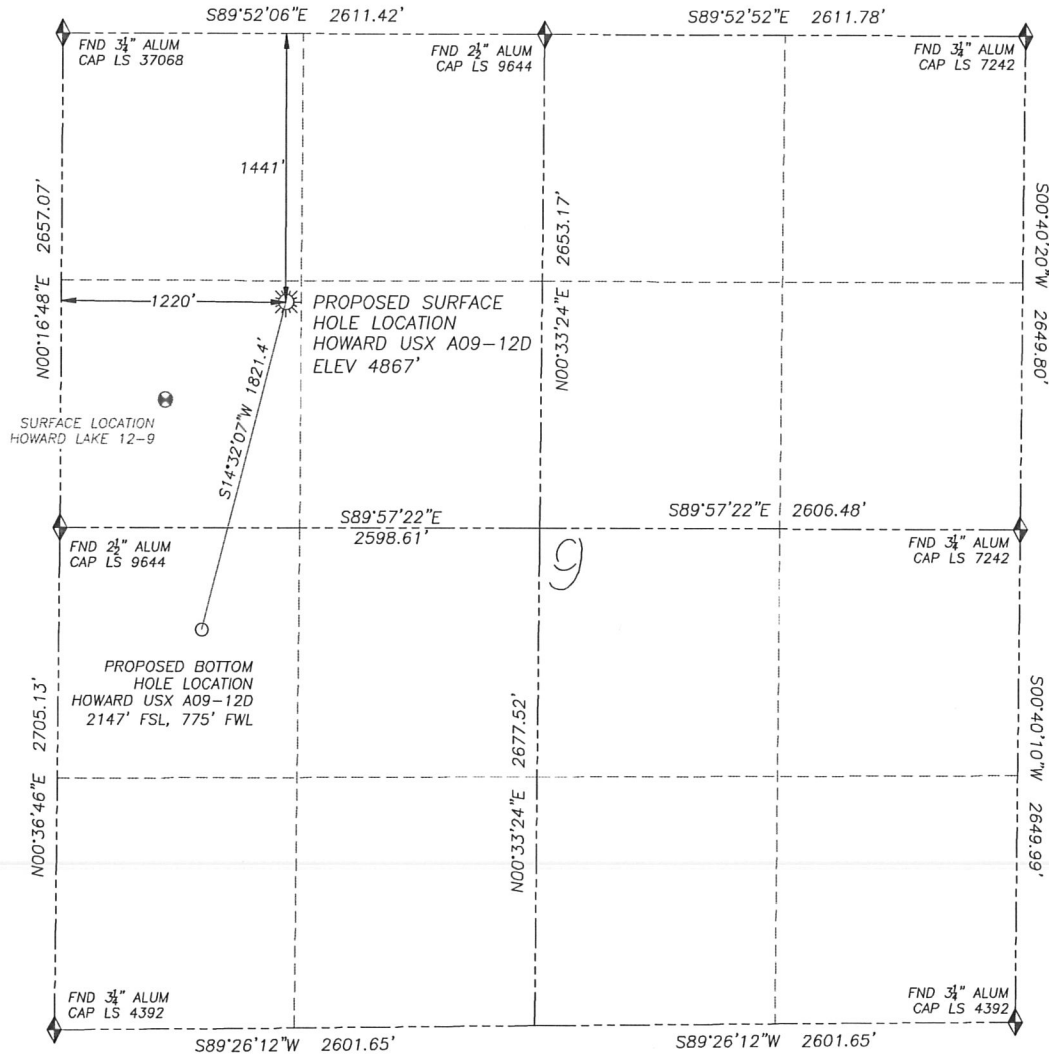 S89°52'06"E 2611.42'
S89°52'52"E 2611.78'
FND 3¼" ALUM
CAP LS 37068
FND 2½" ALUM
CAP LS 9644
FND 3¼" ALUM
CAP LS 7242
1441'
N00°16'48"E 2657.07'
N00°33'24"E 2653.17'
S00°40'20"W 2649.80'
1220'
PROPOSED SURFACE
HOLE LOCATION
HOWARD USX A09-12D
ELEV 4867'
S14°32'07"W 1821.4'
SURFACE LOCATION
HOWARD LAKE 12-9
S89°57'22"E
2598.61'
S89°57'22"E 2606.48'
FND 2½" ALUM
CAP LS 9644
9
FND 3¼" ALUM
CAP LS 7242
PROPOSED BOTTOM
HOLE LOCATION
HOWARD USX A09-12D
2147' FSL, 775' FWL
N00°36'46"E 2705.13'
N00°33'24"E 2677.52'
S00°40'10"W 2649.99'
FND 3¼" ALUM
CAP LS 4392
FND 3¼" ALUM
CAP LS 4392
S89°26'12"W 2601.65'
S89°26'12"W 2601.65'